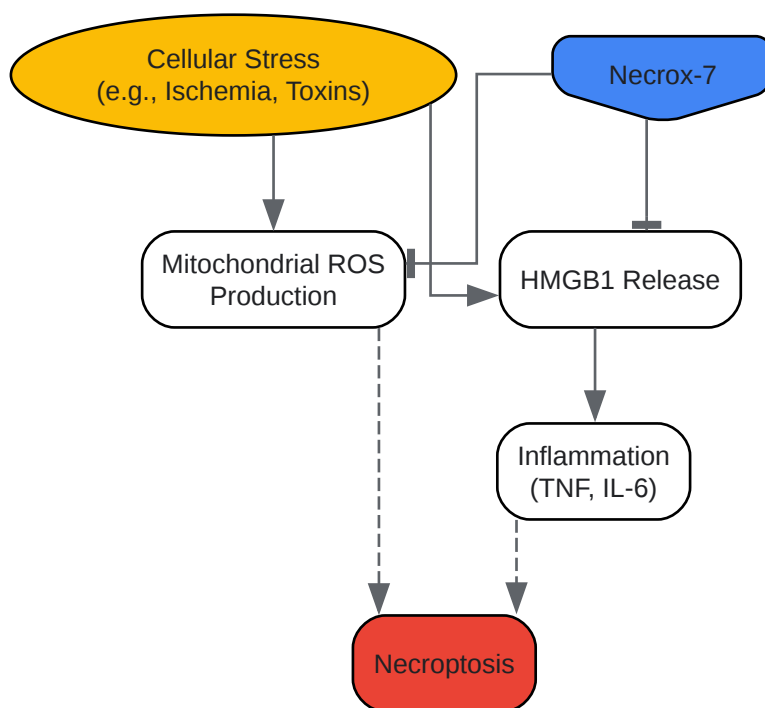 Cellular Stress
(e.g., Ischemia, Toxins)
Necrox-7
Mitochondrial ROS
Production
HMGB1 Release
Inflammation
(TNF, IL-6)
Necroptosis